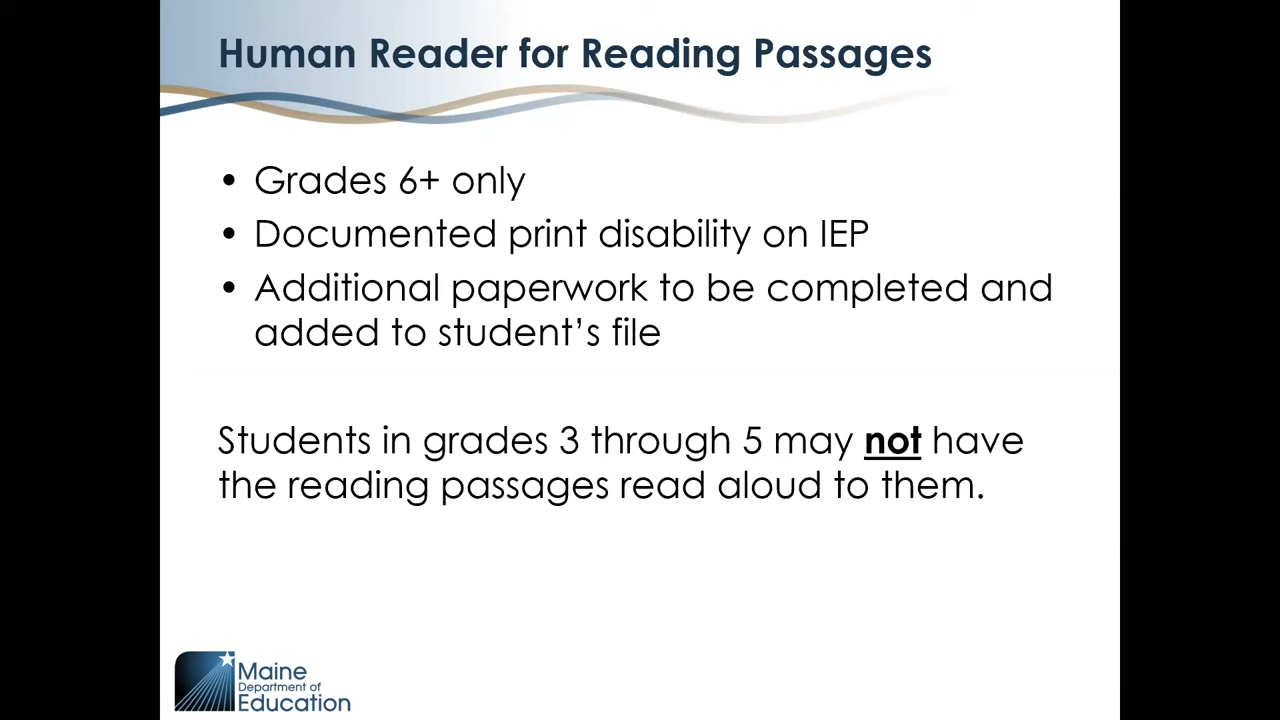 Human Reader for Reading Passages
• Grades 6+ only
• Documented print disability on IEP
• Additional paperwork to be completed and
added to student’s file
Students in grades 3 through 5 may not have
the reading passages read aloud to them.
Maine
Department of
Education